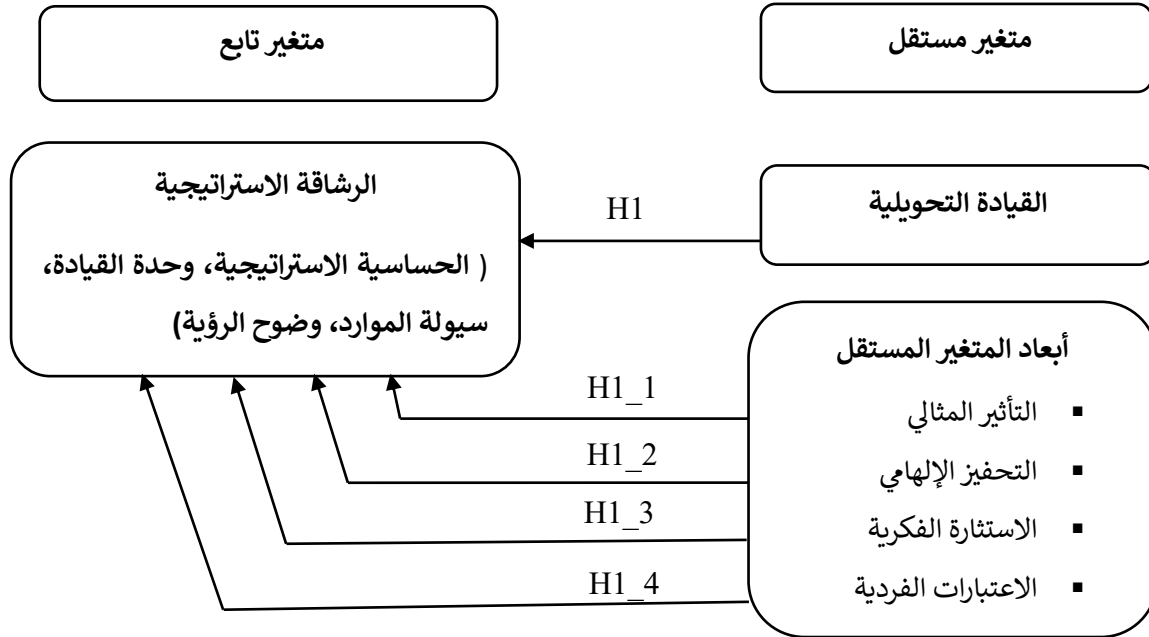 متغير مستقل
متغير تابع
القيادة التحويلية
H1
الرشاقة الاستراتيجية
( الحساسية الاستراتيجية، وحدة القيادة،
سيولة الموارد، وضوح الرؤية)
أبعاد المتغير المستقل
▪ التأثير المثالي
▪ التحفيز الإلهامي
▪ الاستثارة الفكرية
▪ الاعتبارات الفردية
H1_1
H1_2
H1_3
H1_4